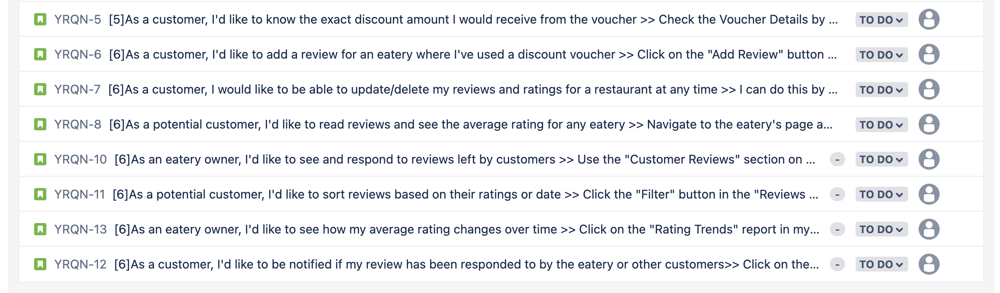 YRQN-5 [5]As a customer, I'd like to know the exact discount amount I would receive from the voucher >> Check the Voucher Details by ... TO DO
YRQN-6 [6]As a customer, I'd like to add a review for an eatery where I've used a discount voucher >> Click on the "Add Review" button ... TO DO
YRQN-7 [6]As a customer, I would like to be able to update/delete my reviews and ratings for a restaurant at any time >> I can do this by ... TO DO
YRQN-8 [6]As a potential customer, I'd like to read reviews and see the average rating for any eatery >> Navigate to the eatery's page a... TO DO
YRQN-10 [6]As an eatery owner, I'd like to see and respond to reviews left by customers >> Use the "Customer Reviews" section on ... - TO DO
YRQN-11 [6]As a potential customer, I'd like to sort reviews based on their ratings or date >> Click the "Filter" button in the "Reviews ... - TO DO
YRQN-13 [6]As an eatery owner, I'd like to see how my average rating changes over time >> Click on the "Rating Trends" report in my... - TO DO
YRQN-12 [6]As a customer, I'd like to be notified if my review has been responded to by the eatery or other customers>> Click on the... - TO DO